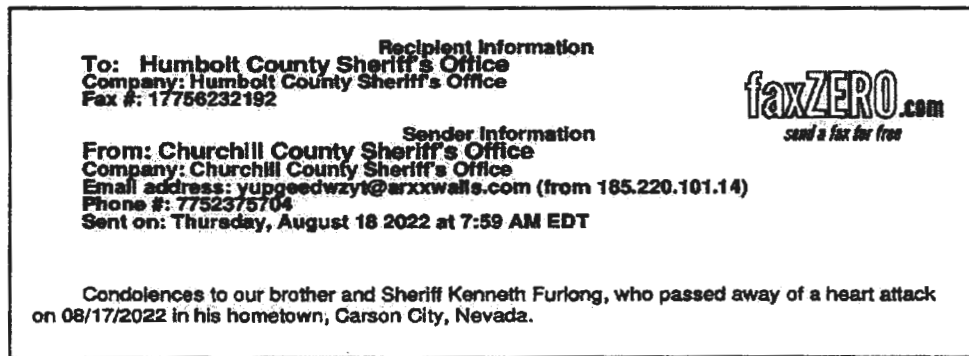 Recipient Information
To: Humbolt County Sheriff's Office
Company: Humbolt County Sheriff's Office
Fax #: 17756232192
faxZERO.com
send a fax for free
Sender Information
From: Churchill County Sheriff's Office
Company: Churchill County Sheriff's Office
Email address: yupgeedwzyt@arxxwalls.com (from 185.220.101.14)
Phone #: 7752375704
Sent on: Thursday, August 18 2022 at 7:59 AM EDT
Condolences to our brother and Sheriff Kenneth Furlong, who passed away of a heart attack
on 08/17/2022 in his hometown, Carson City, Nevada.